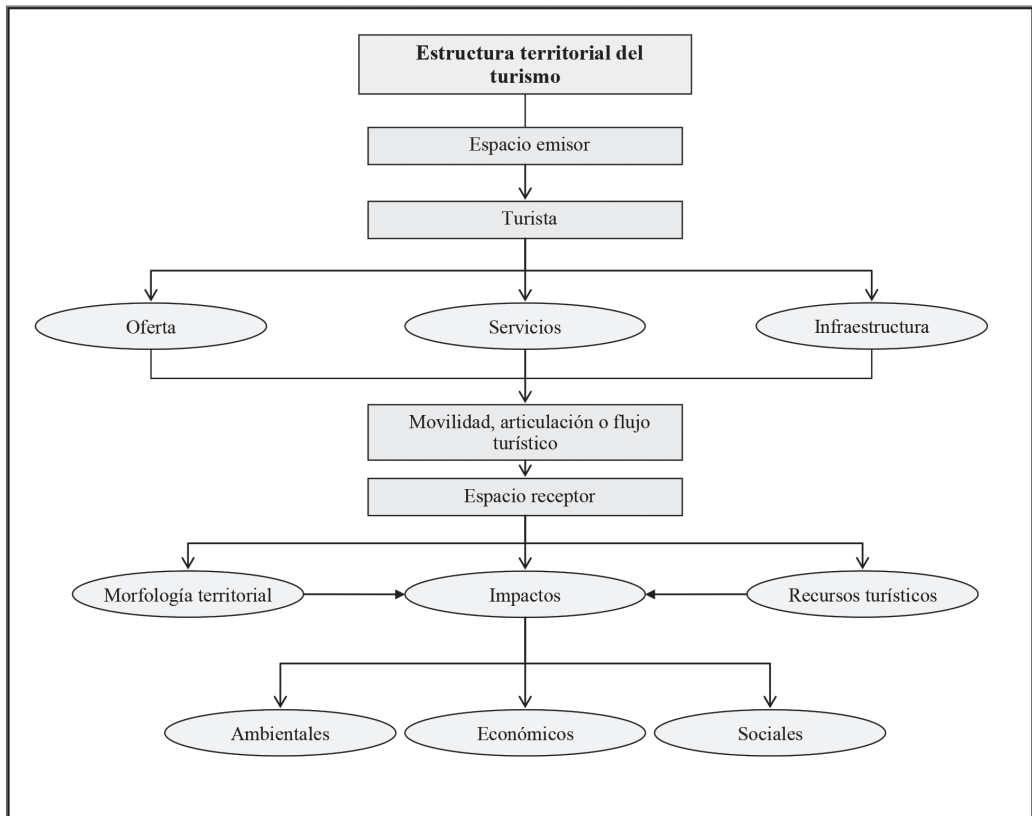 Estructura territorial del
turismo
Espacio emisor
Turista
Oferta
Servicios
Infraestructura
Movilidad, articulación o flujo
turístico
Espacio receptor
Morfología territorial
Impactos
Recursos turísticos
Ambientales
Económicos
Sociales